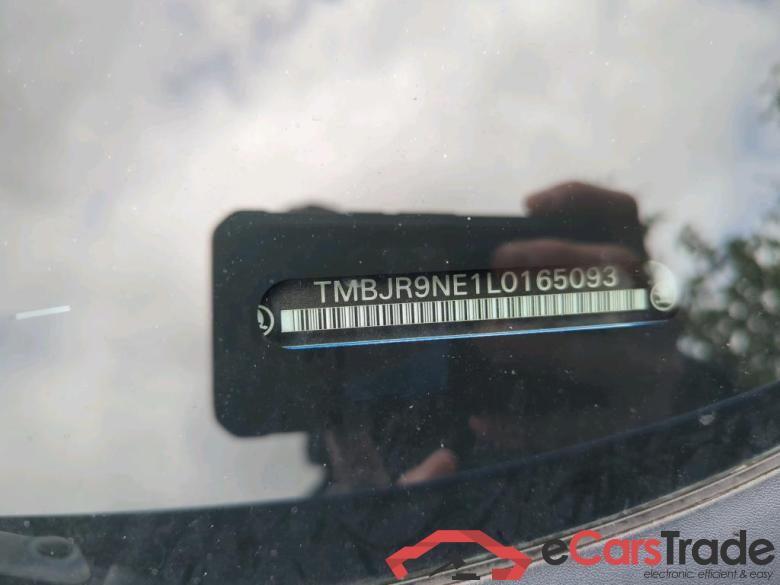 TMBJR9NE1L0165093
eCarsTrade
electronic: efficient & easy